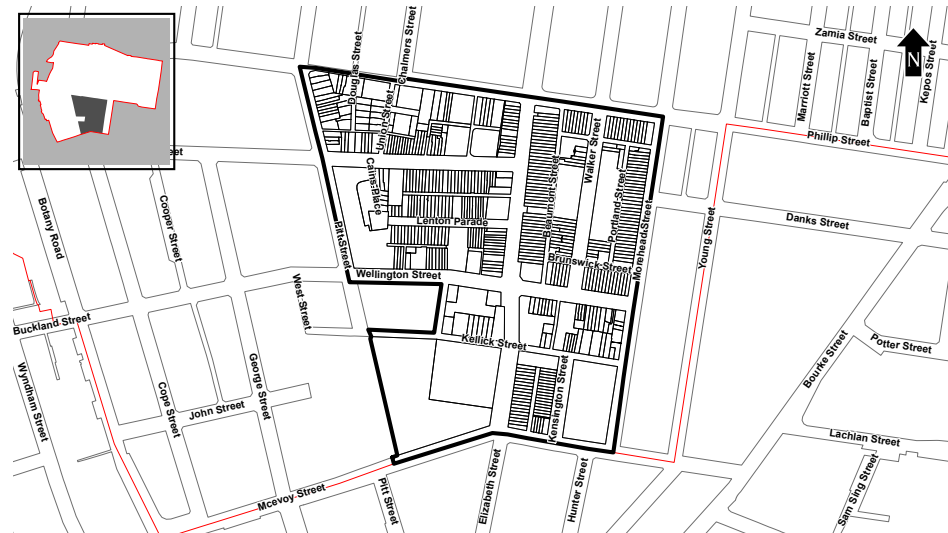 Zamia Street
N
Kepos Street
Baptist Street
Marriott Street
Phillip Street
Douglas Street
Chalmers Street
Union Street
Walker Street
Beaumont Street
Portland Street
Morehead Street
Cains Place
Lenton Parade
Brunswick Street
Wellington Street
Pitt Street
Cooper Street
Botany Road
et
Young Street
Danks Street
Buckland Street
West Street
Kellick Street
Kensington Street
Bourke Street
Potter Street
Wyndham Street
Cope Street
George Street
John Street
Lachlan Street
Sam Sing Street
Mcevoy Street
Pitt Street
Elizabeth Street
Hunter Street